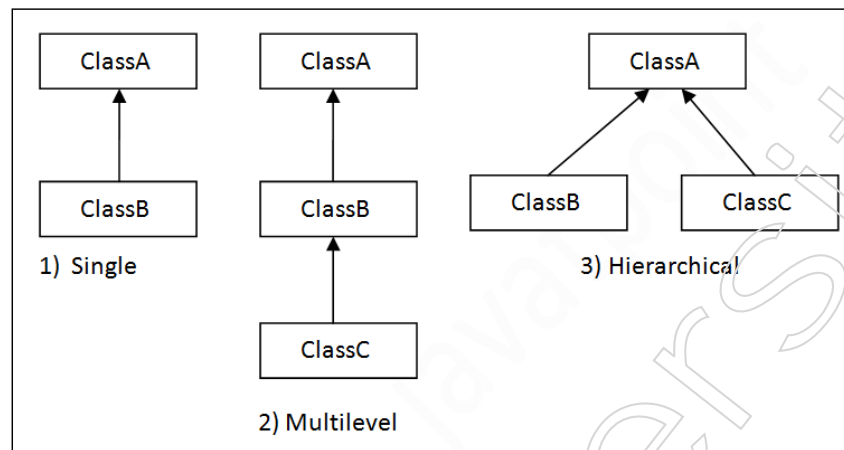 ClassA
ClassB
1) Single
ClassA
ClassB
ClassC
2) Multilevel
ClassA
ClassB
ClassC
3) Hierarchical